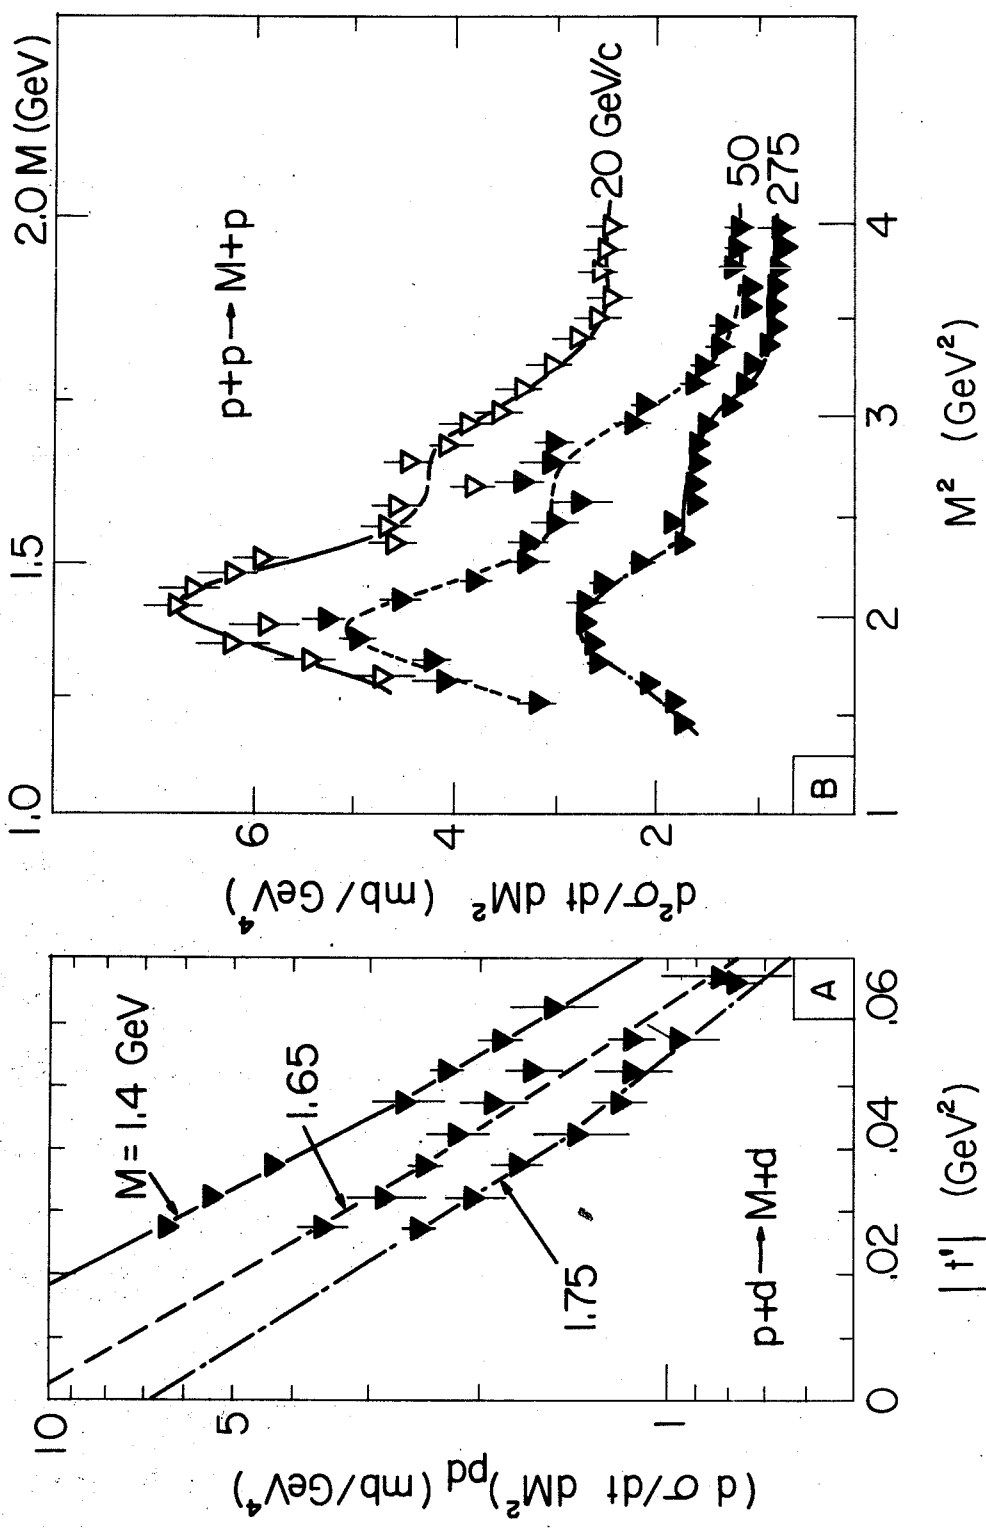 10
5
1
(dσ/dt dM²)pd (mb/GeV⁴)
M = 1.4 GeV
1.65
1.75
p+d → M+d
A
0
.02
.04
.06
|t'| (GeV²)
1.0
1.5
2.0 M (GeV)
6
4
2
d²σ/dt dM² (mb/GeV⁴)
p+p → M+p
20 GeV/c
50
275
B
1
2
3
4
M² (GeV²)